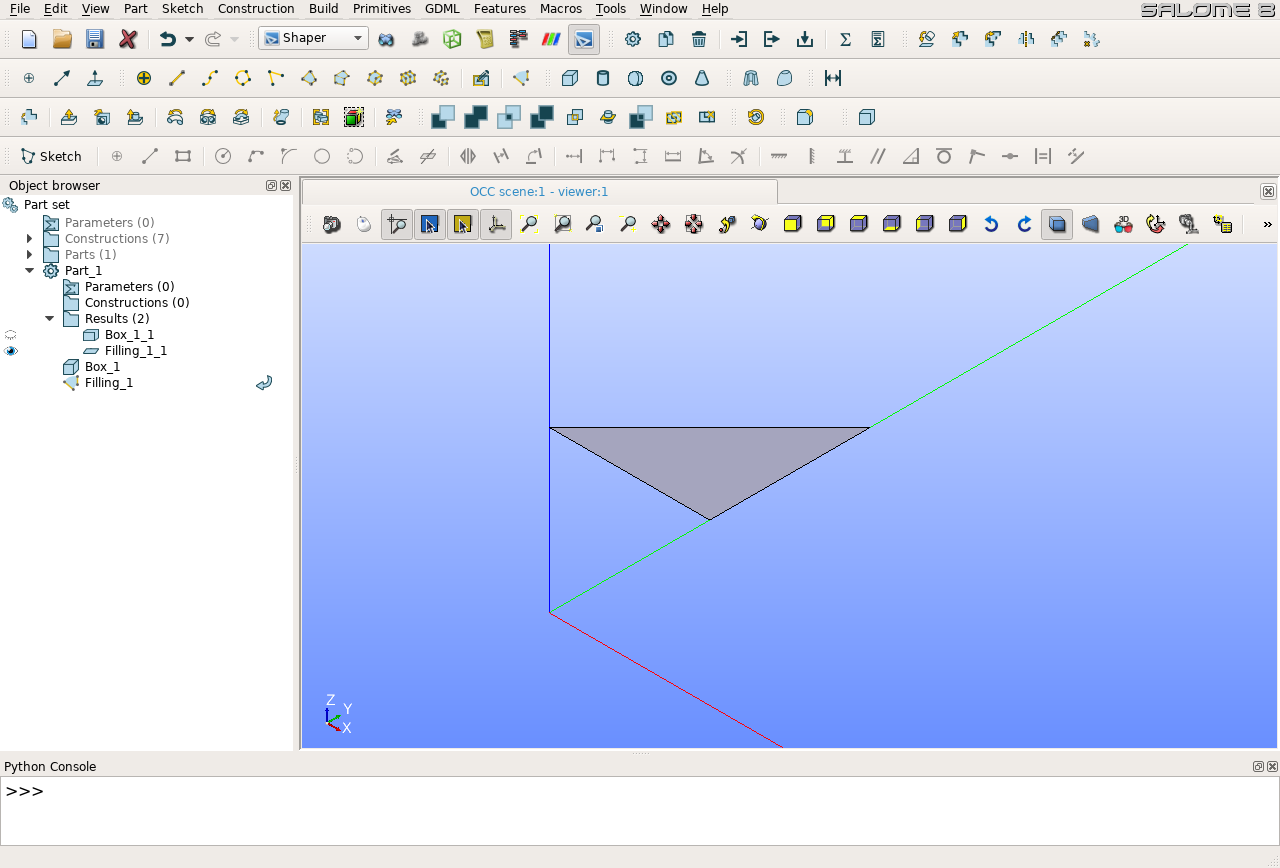 File Edit View Part Sketch Construction Build Primitives GDML Features Macros Tools Window Help
SALOME 8
Shaper
Sketch
Object browser
Part set
Parameters (0)
Constructions (7)
Parts (1)
Part_1
Parameters (0)
Constructions (0)
Results (2)
Box_1_1
Filling_1_1
Box_1
Filling_1
OCC scene:1 - viewer:1
»
Z
Y
X
Python Console
>>>